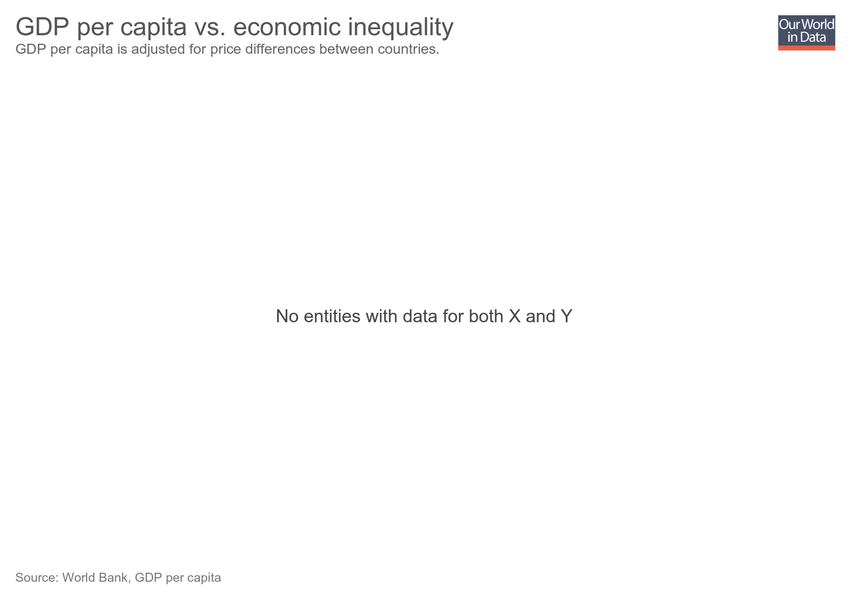 GDP per capita vs. economic inequality
GDP per capita is adjusted for price differences between countries.
Our World
in Data
No entities with data for both X and Y
Source: World Bank, GDP per capita